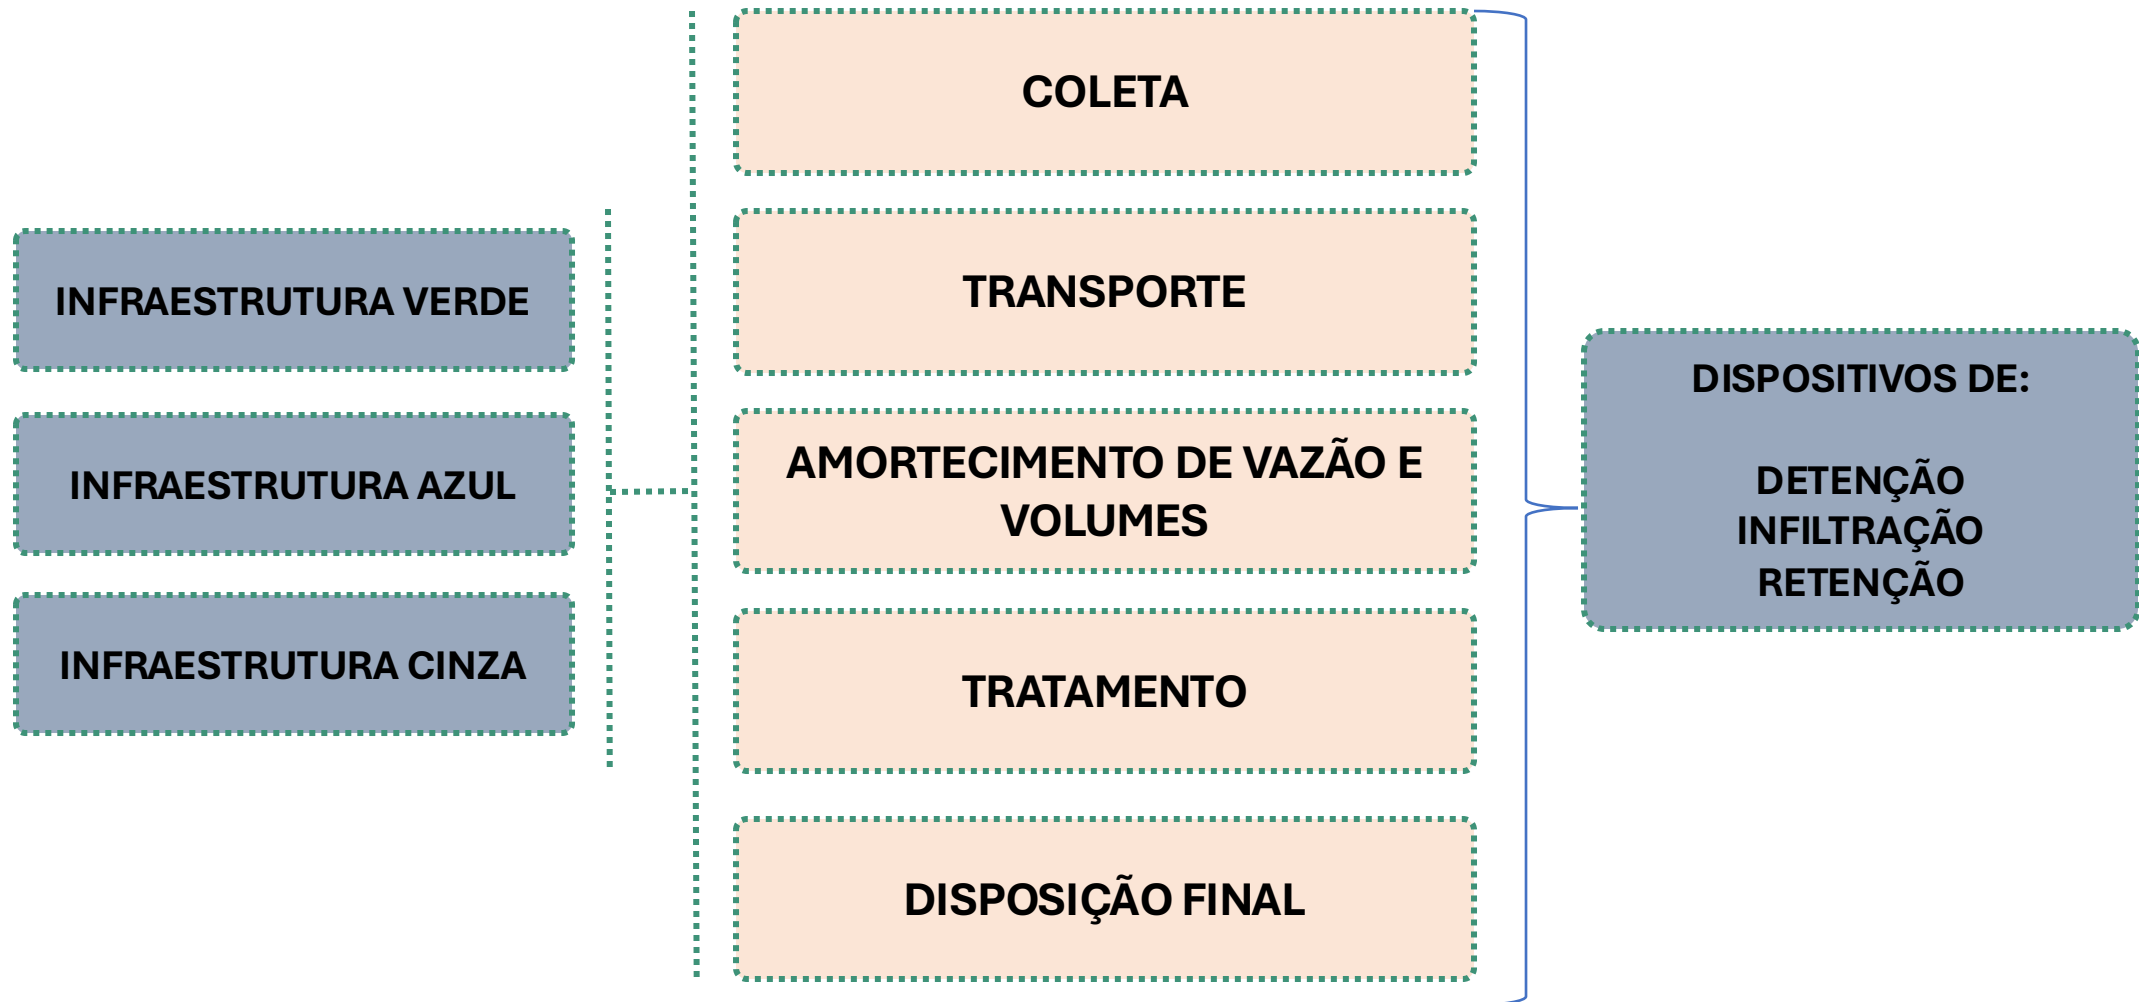 INFRAESTRUTURA VERDE
INFRAESTRUTURA AZUL
INFRAESTRUTURA CINZA
COLETA
TRANSPORTE
AMORTECIMENTO DE VAZÃO E
VOLUMES
TRATAMENTO
DISPOSIÇÃO FINAL
DISPOSITIVOS DE:
DETENÇÃO
INFILTRAÇÃO
RETENÇÃO